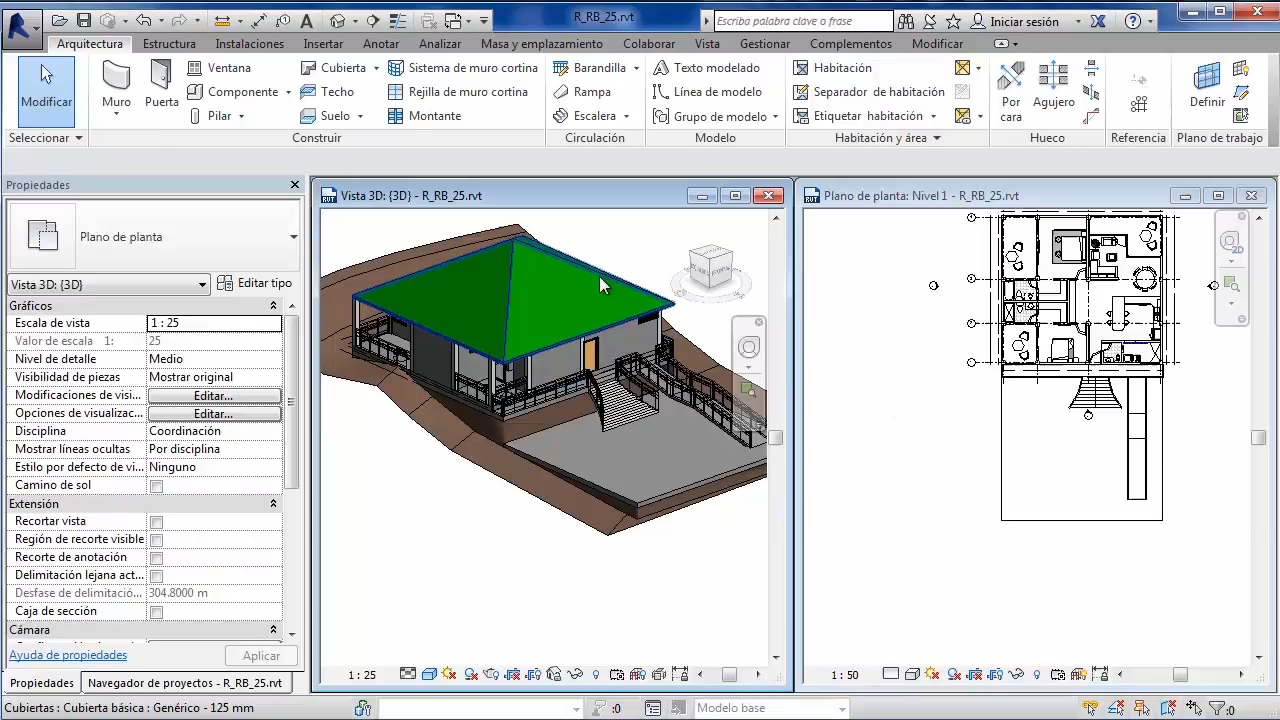 R_RB_25.rvt
Escriba palabra clave o frase
Iniciar sesión
Arquitectura Estructura Instalaciones Insertar Anotar Analizar Masa y emplazamiento Colaborar Vista Gestionar Complementos Modificar
Modificar
Muro
Puerta
Ventana
Componente
Pilar
Cubierta
Techo
Suelo
Sistema de muro cortina
Rejilla de muro cortina
Montante
Barandilla
Rampa
Escalera
Texto modelado
Línea de modelo
Grupo de modelo
Habitación
Separador de habitación
Etiquetar habitación
Por
cara
Agujero
Definir
Seleccionar
Construir
Circulación
Modelo
Habitación y área
Hueco
Referencia
Plano de trabajo
Propiedades
Plano de planta
Vista 3D: {3D}
Editar tipo
Gráficos
Escala de vista 1 : 25
Valor de escala 1: 25
Nivel de detalle Medio
Visibilidad de piezas Mostrar original
Modificaciones de visi... Editar...
Opciones de visualizac... Editar...
Disciplina Coordinación
Mostrar líneas ocultas Por disciplina
Estilo por defecto de vi... Ninguno
Camino de sol
Extensión
Recortar vista
Región de recorte visible
Recorte de anotación
Delimitación lejana act...
Desfase de delimitació... 304.8000 m
Caja de sección
Cámara
Ayuda de propiedades
Aplicar
Propiedades
Navegador de proyectos - R_RB_25.rvt
Vista 3D: {3D} - R_RB_25.rvt
1 : 25
Plano de planta: Nivel 1 - R_RB_25.rvt
2D
1 : 50
Cubiertas : Cubierta básica : Genérico - 125 mm
:0
Modelo base
:0